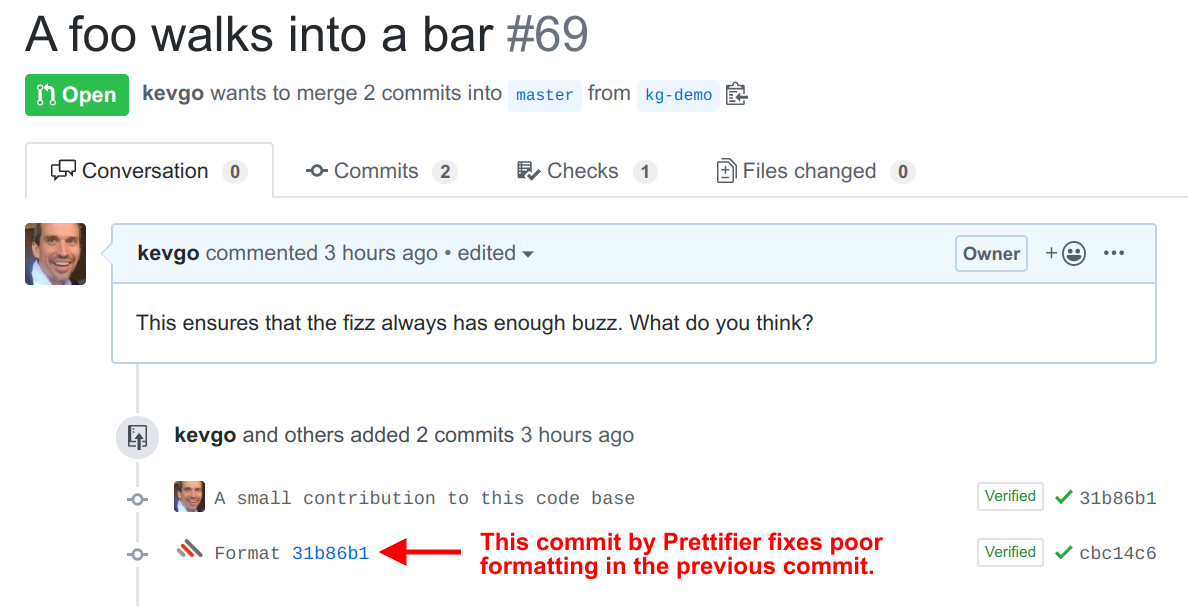 A foo walks into a bar #69
Open kevgo wants to merge 2 commits into master from kg-demo
Conversation 0 Commits 2 Checks 1 Files changed 0
kevgo commented 3 hours ago • edited Owner
This ensures that the fizz always has enough buzz. What do you think?
kevgo and others added 2 commits 3 hours ago
A small contribution to this code base Verified 31b86b1
Format 31b86b1 This commit by Prettifier fixes poor Verified cbc14c6
formatting in the previous commit.